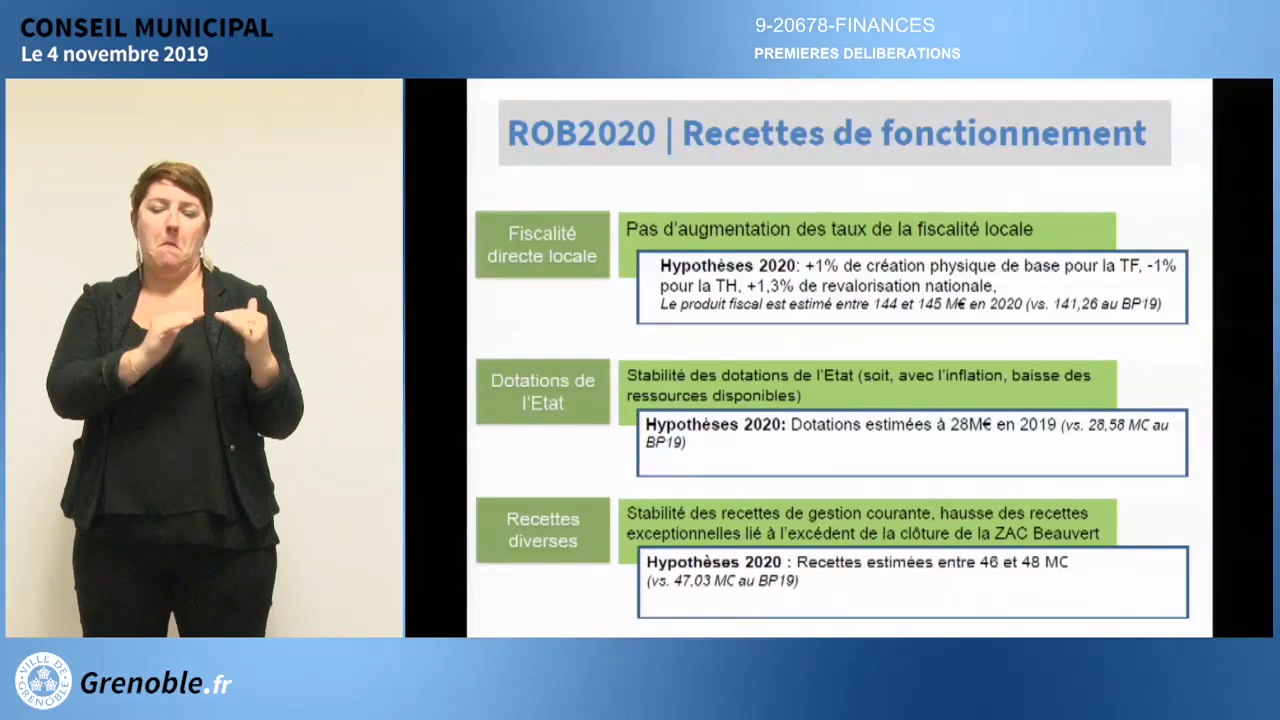 CONSEIL MUNICIPAL
Le 4 novembre 2019
9-20678-FINANCES
PREMIERES DELIBERATIONS
ROB2020 | Recettes de fonctionnement
Fiscalité
directe locale
Pas d'augmentation des taux de la fiscalité locale
Hypothèses 2020: +1% de création physique de base pour la TF, -1%
pour la TH, +1,3% de revalorisation nationale,
Le produit fiscal est estimé entre 144 et 145 M€ en 2020 (vs. 141,26 au BP19)
Dotations de
l'Etat
Stabilité des dotations de l'Etat (soit, avec l'inflation, baisse des
ressources disponibles)
Hypothèses 2020: Dotations estimées à 28M€ en 2019 (vs. 28,58 M€ au
BP19)
Recettes
diverses
Stabilité des recettes de gestion courante, hausse des recettes
exceptionnelles lié à l'excédent de la clôture de la ZAC Beauvert
Hypothèses 2020 : Recettes estimées entre 46 et 48 M€
(vs. 47,03 M€ au BP19)
VILLE DE
GRENOBLE
Grenoble.fr